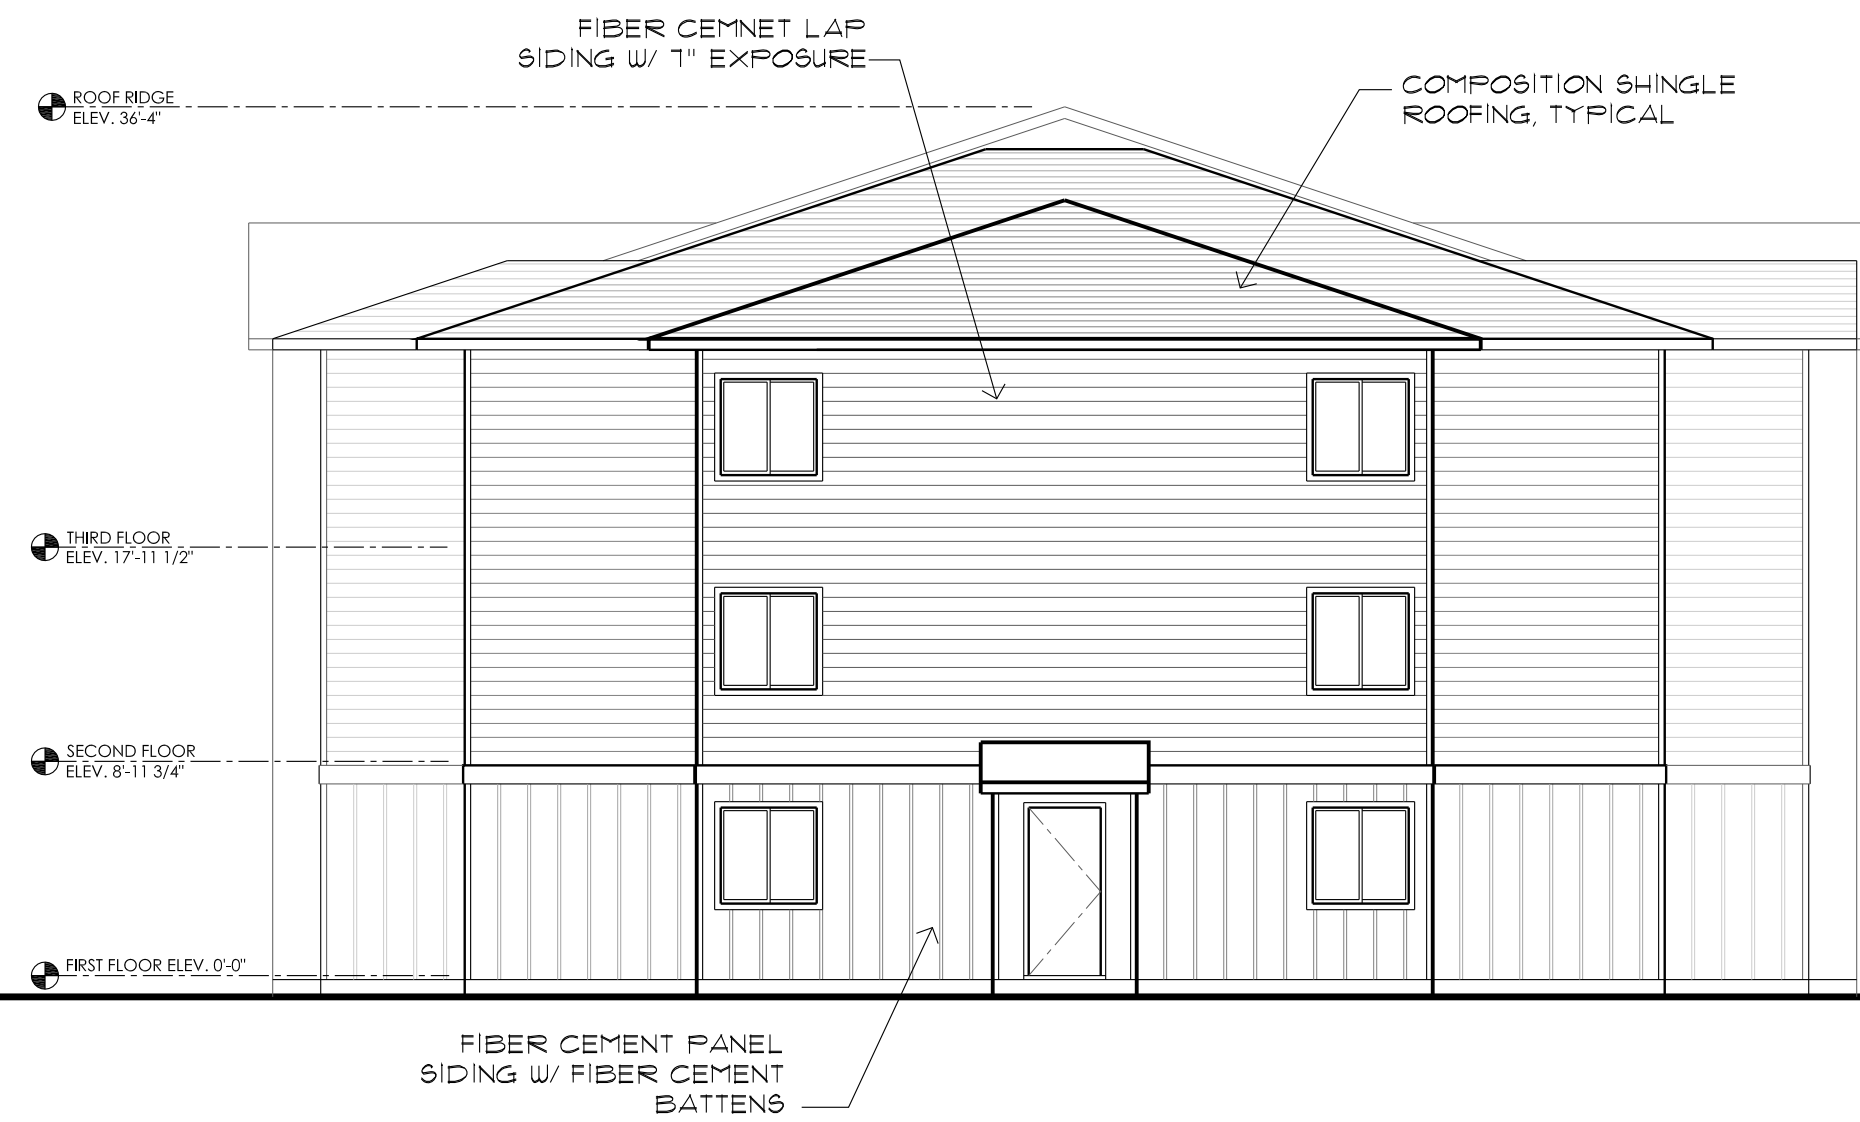 FIBER CEMNET LAP
SIDING W/ 7" EXPOSURE
COMPOSITION SHINGLE
ROOFING, TYPICAL
ROOF RIDGE
ELEV. 36'-4"
THIRD FLOOR
ELEV. 17'-11 1/2"
SECOND FLOOR
ELEV. 8'-11 3/4"
FIRST FLOOR ELEV. 0'-0"
FIBER CEMENT PANEL
SIDING W/ FIBER CEMENT
BATTENS